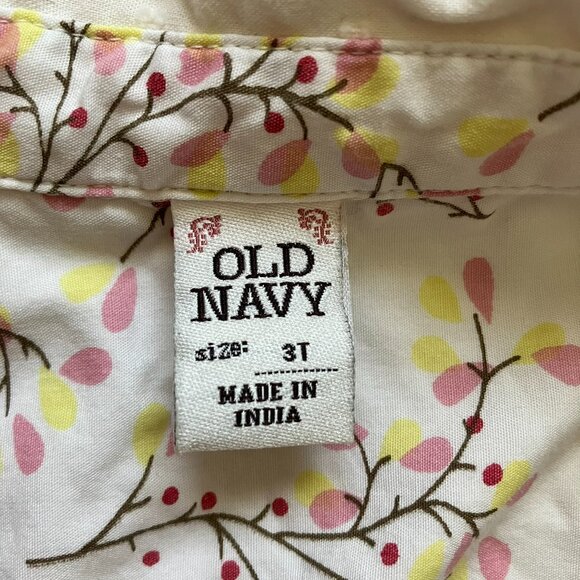 OLD
NAVY
size: 3T
MADE IN
INDIA